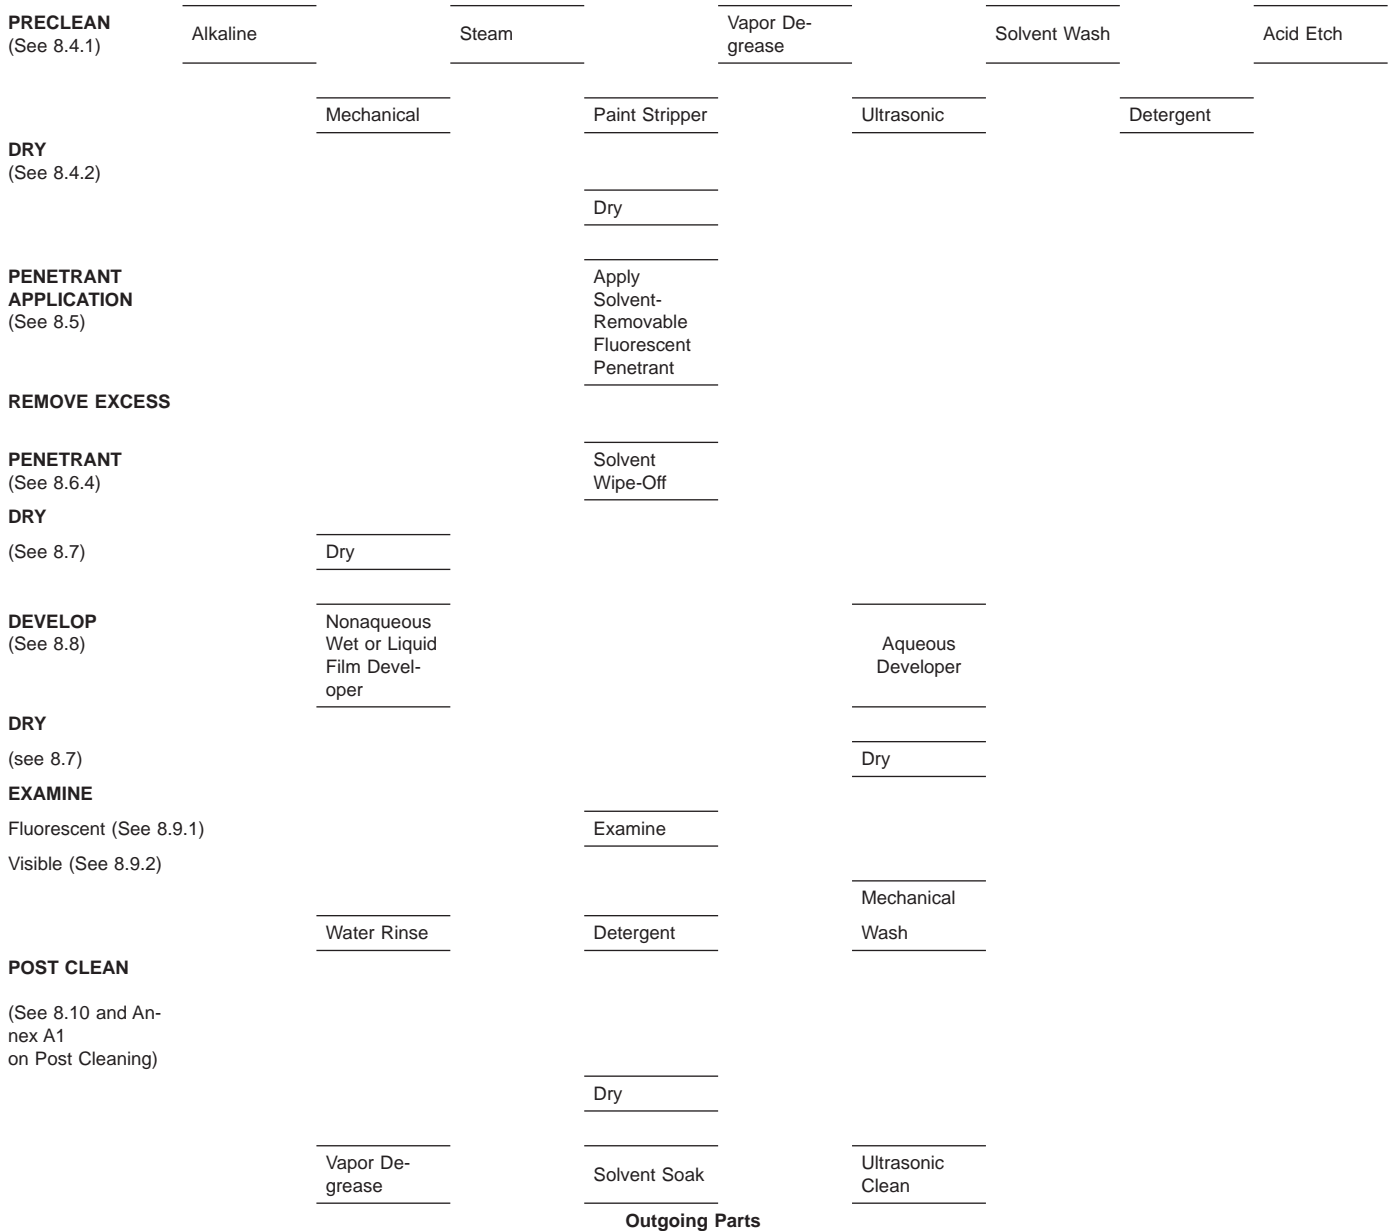 PRECLEAN
(See 8.4.1)
Alkaline
Steam
Vapor De-
grease
Solvent Wash
Acid Etch
Mechanical
Paint Stripper
Ultrasonic
Detergent
DRY
(See 8.4.2)
Dry
PENETRANT
APPLICATION
(See 8.5)
Apply
Solvent-
Removable
Fluorescent
Penetrant
REMOVE EXCESS
PENETRANT
(See 8.6.4)
Solvent
Wipe-Off
DRY
(See 8.7)
Dry
DEVELOP
(See 8.8)
Nonaqueous
Wet or Liquid
Film Devel-
oper
Aqueous
Developer
DRY
(see 8.7)
Dry
EXAMINE
Fluorescent (See 8.9.1)
Examine
Visible (See 8.9.2)
Mechanical
Water Rinse
Detergent
Wash
POST CLEAN
(See 8.10 and An-
nex A1
on Post Cleaning)
Dry
Vapor De-
grease
Solvent Soak
Ultrasonic
Clean
Outgoing Parts